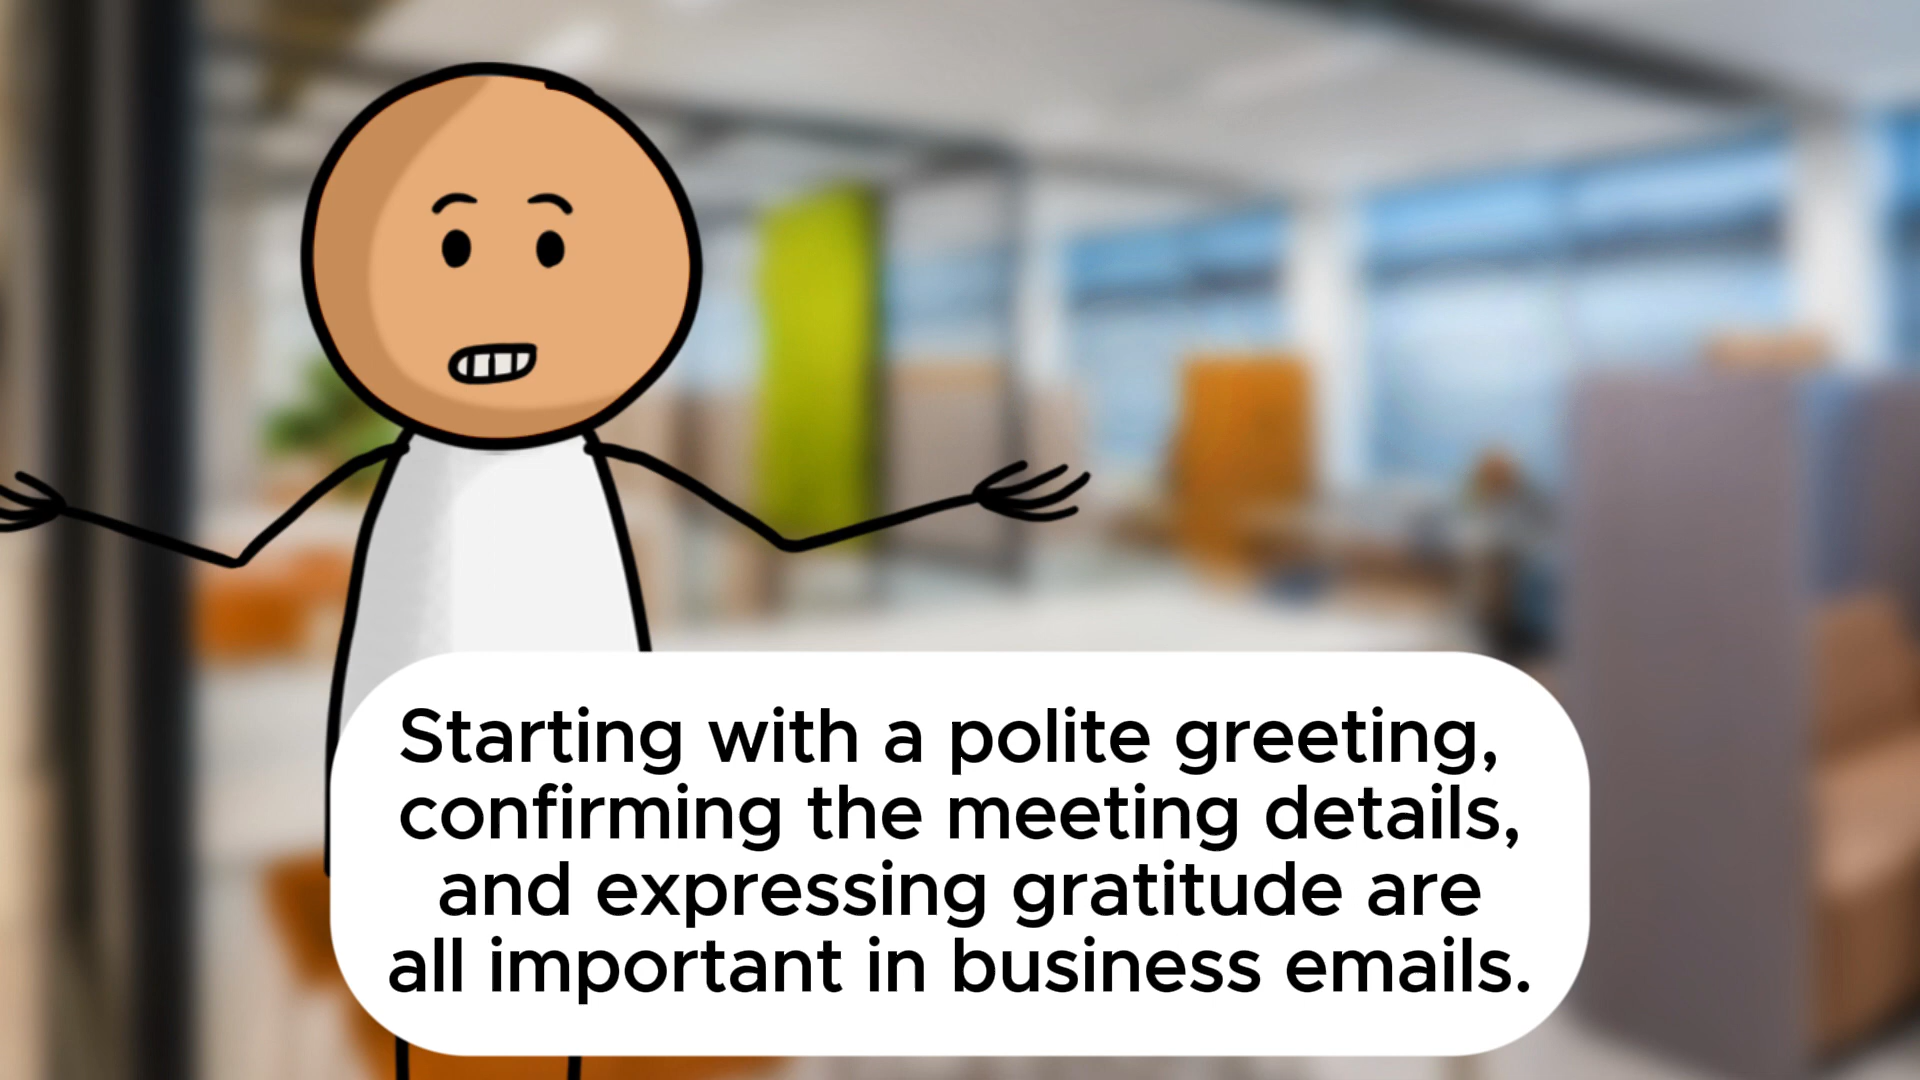 Starting with a polite greeting,
confirming the meeting details,
and expressing gratitude are
all important in business emails.